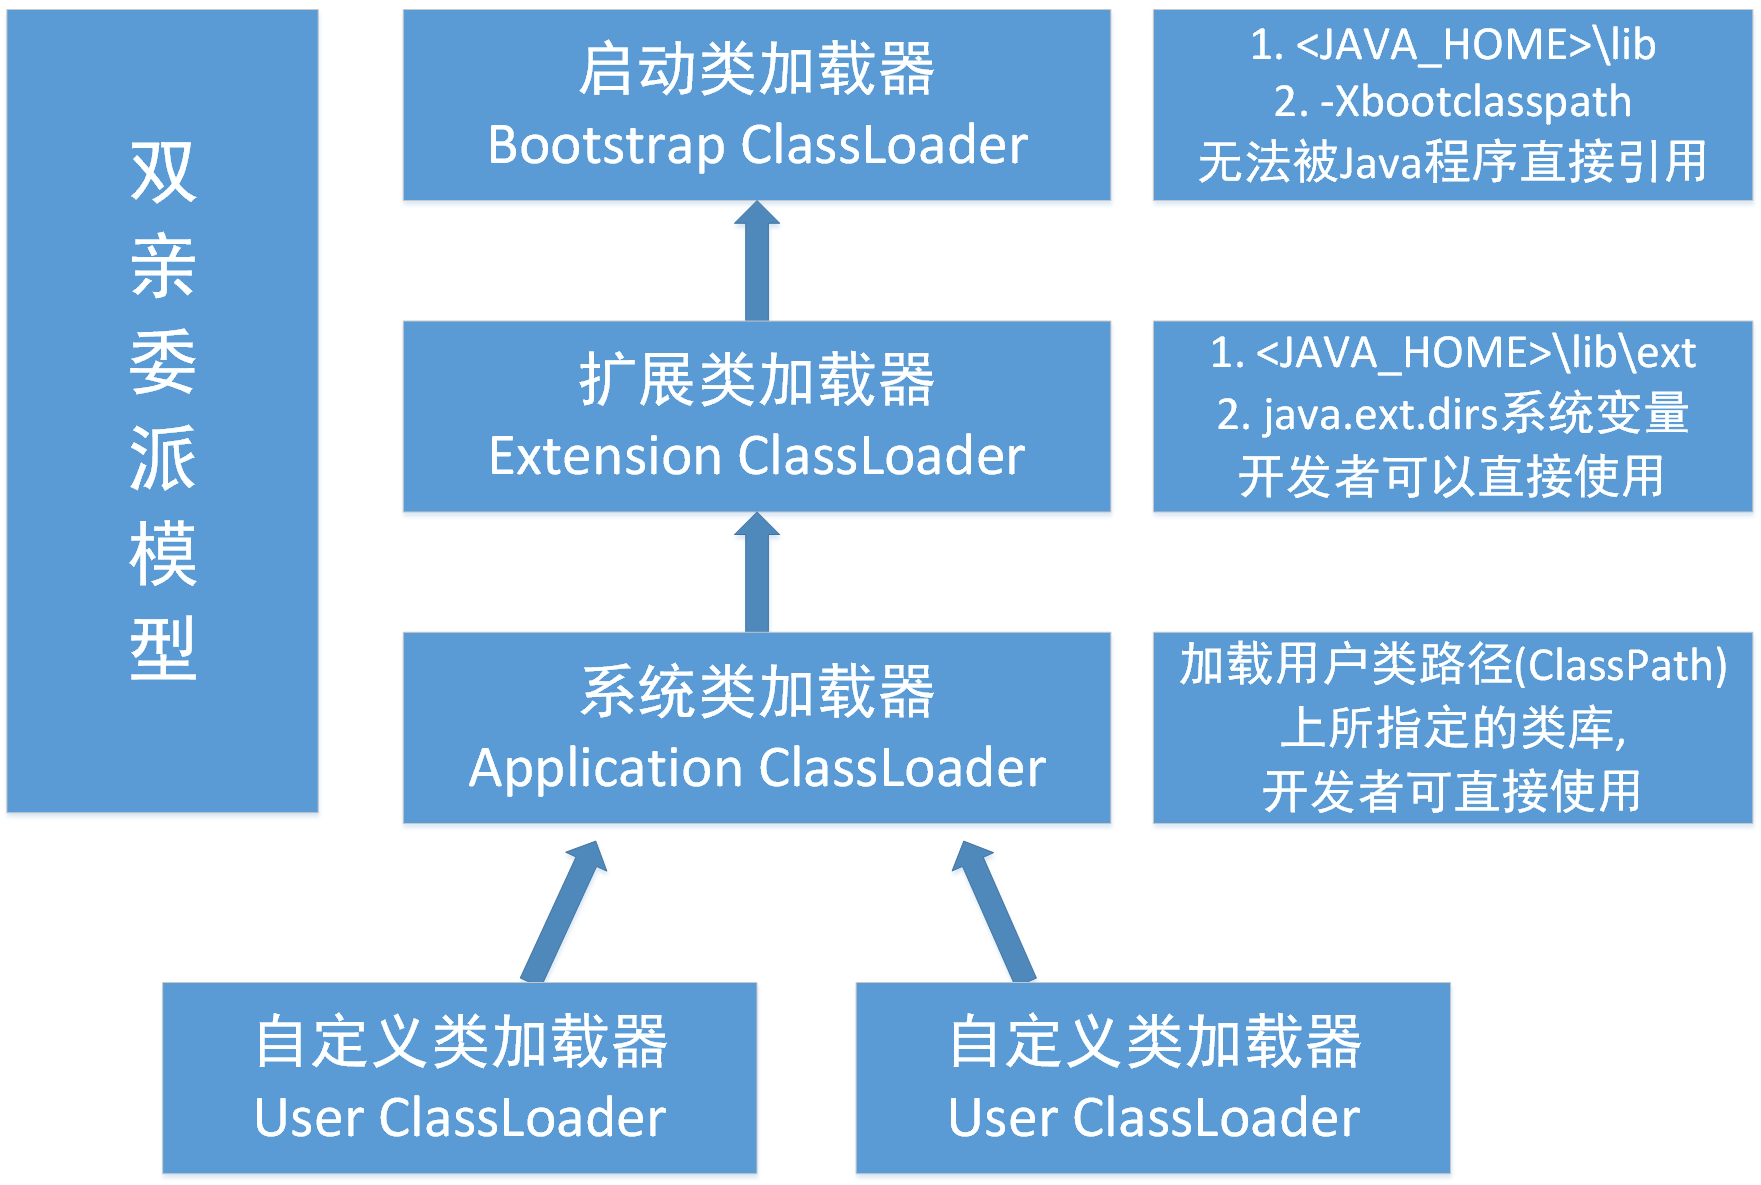 双
亲
委
派
模
型
启动类加载器
Bootstrap ClassLoader
1. <JAVA_HOME>\lib
2. -Xbootclasspath
无法被Java程序直接引用
扩展类加载器
Extension ClassLoader
1. <JAVA_HOME>\lib\ext
2. java.ext.dirs系统变量
开发者可以直接使用
系统类加载器
Application ClassLoader
加载用户类路径(ClassPath)
上所指定的类库,
开发者可直接使用
自定义类加载器
User ClassLoader
自定义类加载器
User ClassLoader